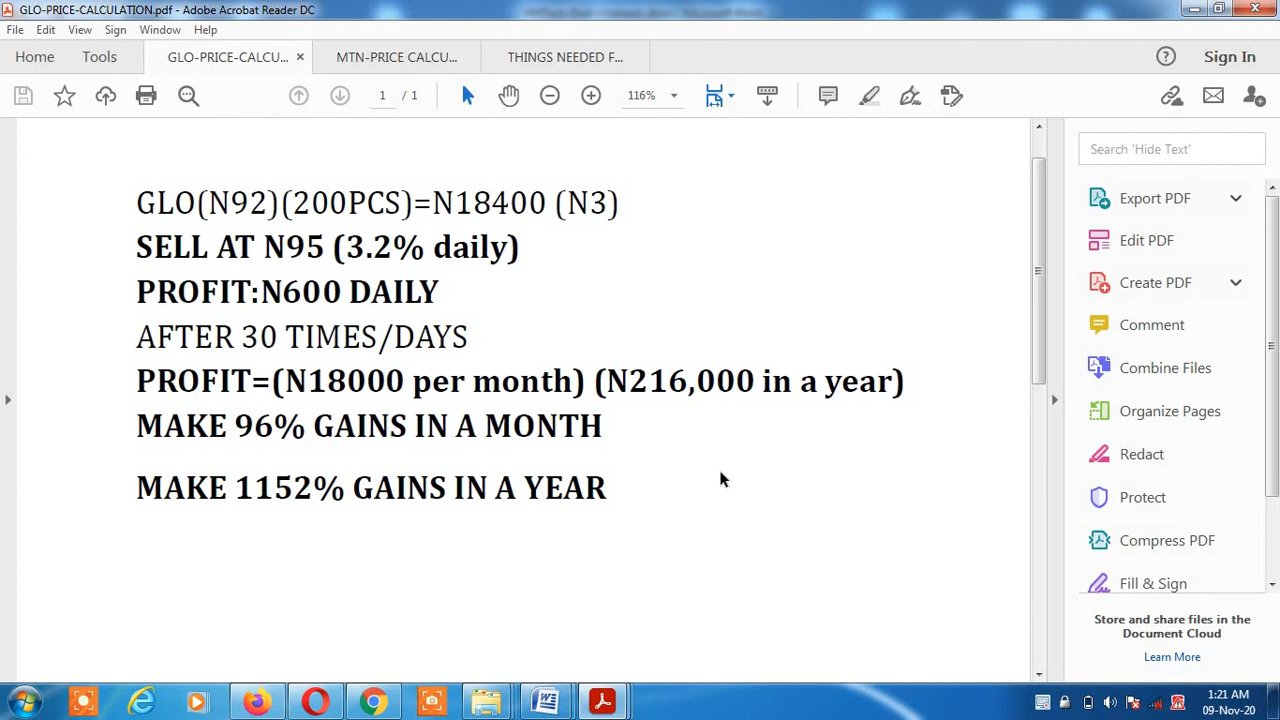 GLO-PRICE-CALCULATION.pdf - Adobe Acrobat Reader DC
File Edit View Sign Window Help
Home Tools GLO-PRICE-CALCU... × MTN-PRICE CALCU... THINGS NEEDED F... Sign In
1 / 1 116%
Search 'Hide Text'
Export PDF
Edit PDF
Create PDF
Comment
Combine Files
Organize Pages
Redact
Protect
Compress PDF
Fill & Sign
Store and share files in the
Document Cloud
Learn More
GLO(N92)(200PCS)=N18400 (N3)
SELL AT N95 (3.2% daily)
PROFIT:N600 DAILY
AFTER 30 TIMES/DAYS
PROFIT=(N18000 per month) (N216,000 in a year)
MAKE 96% GAINS IN A MONTH
MAKE 1152% GAINS IN A YEAR
1:21 AM
09-Nov-20